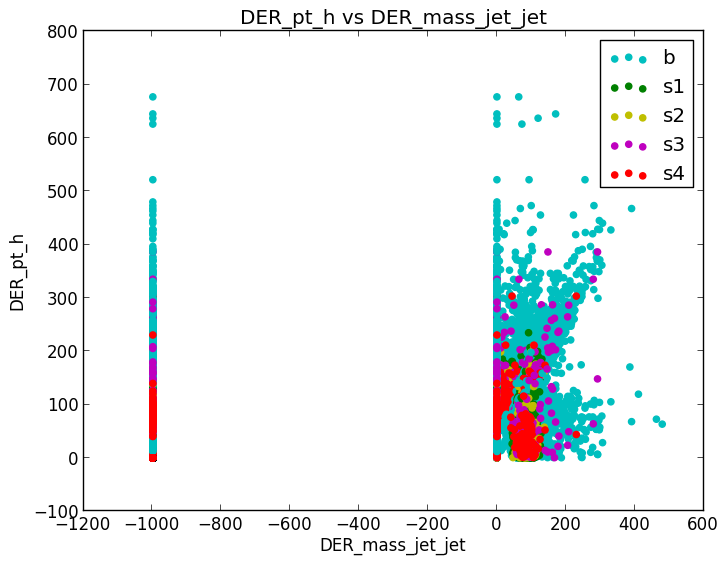 DER_pt_h vs DER_mass_jet_jet
800
700
600
500
400
300
200
100
0
−100
DER_pt_h
b
s1
s2
s3
s4
−1200 −1000 −800 −600 −400 −200 0 200 400 600
DER_mass_jet_jet